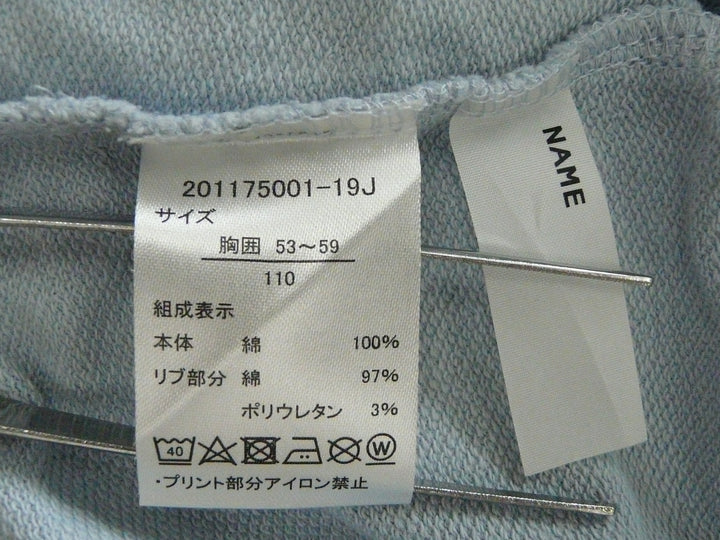 201175001-19J
サイズ
胸囲 53～59
110
組成表示
本体 綿 100%
リブ部分 綿 97%
ポリウレタン 3%
40 W
・プリント部分アイロン禁止
NAME